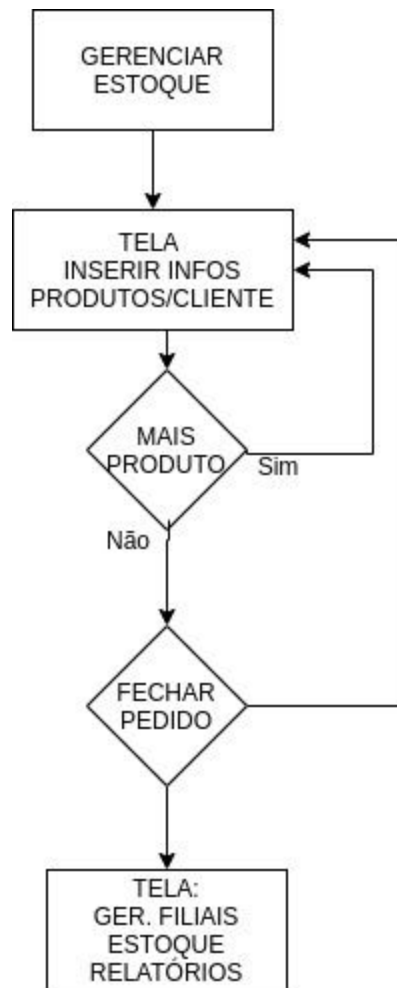 GERENCIAR
ESTOQUE
TELA
INSERIR INFOS
PRODUTOS/CLIENTE
MAIS
PRODUTO
Sim
Não
FECHAR
PEDIDO
TELA:
GER. FILIAIS
ESTOQUE
RELATÓRIOS